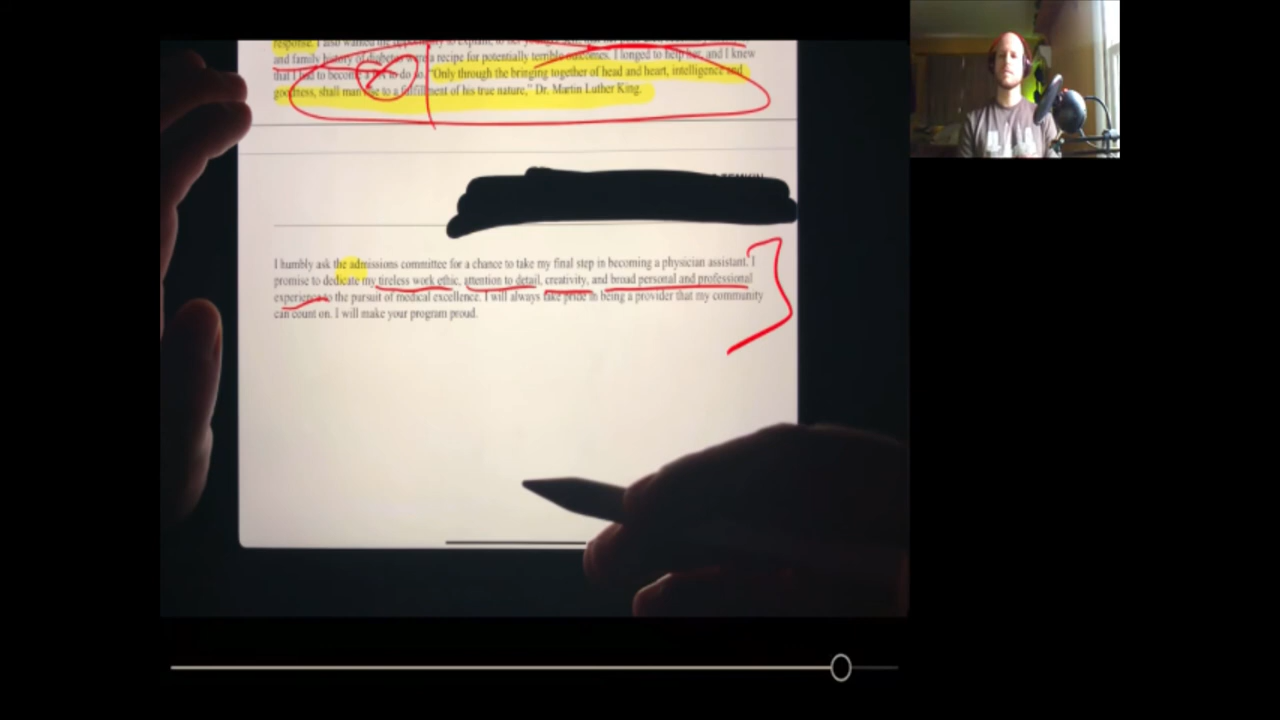 response. I also wanted the opportunity to explain, to her younger self, that her
and family history of diabetes were a recipe for potentially terrible outcomes. I longed to help her, and I knew
that I had to become a PA to do so. "Only through the bringing together of head and heart, intelligence and
goodness, shall man rise to a fulfillment of his true nature," Dr. Martin Luther King.
I humbly ask the admissions committee for a chance to take my final step in becoming a physician assistant. I
promise to dedicate my tireless work ethic, attention to detail, creativity, and broad personal and professional
experience to the pursuit of medical excellence. I will always take pride in being a provider that my community
can count on. I will make your program proud.